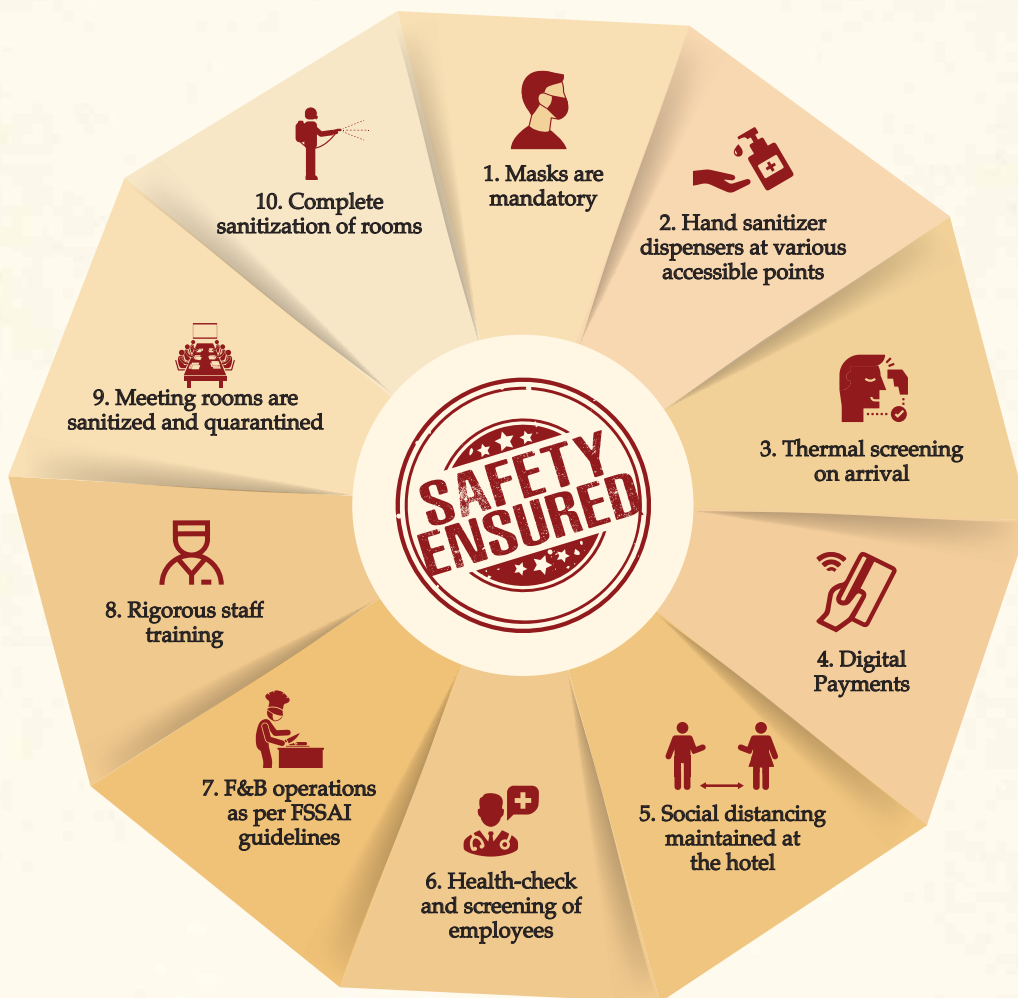 1. Masks are
mandatory
2. Hand sanitizer
dispensers at various
accessible points
3. Thermal screening
on arrival
4. Digital
Payments
5. Social distancing
maintained at
the hotel
6. Health-check
and screening of
employees
7. F&B operations
as per FSSAI
guidelines
8. Rigorous staff
training
9. Meeting rooms are
sanitized and quarantined
10. Complete
sanitization of rooms
SAFETY
ENSURED